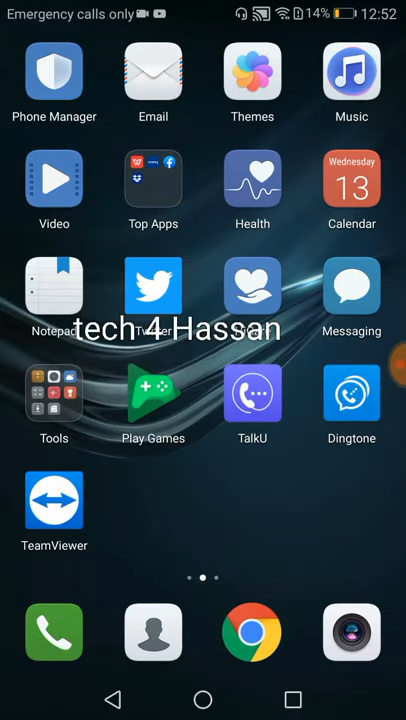 Emergency calls only 14% 12:52
Phone Manager Email Themes Music
Wednesday
13
Video Top Apps Health Calendar
Notepad Messaging
tech 4 Hassan
Tools Play Games TalkU Dingtone
TeamViewer